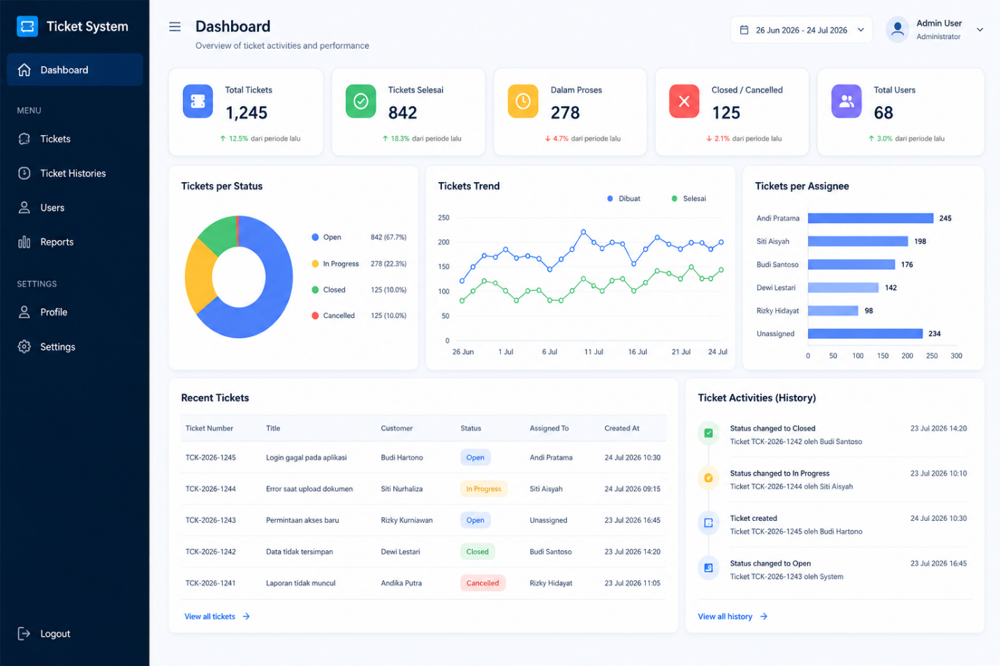 Ticket System
Dashboard
MENU
Tickets
Ticket Histories
Users
Reports
SETTINGS
Profile
Settings
Logout
Dashboard
Overview of ticket activities and performance
26 Jun 2026 - 24 Jul 2026
Admin User
Administrator
Total Tickets
1,245
↑ 12.5% dari periode lalu
Tickets Selesai
842
↑ 18.3% dari periode lalu
Dalam Proses
278
↓ 4.7% dari periode lalu
Closed / Cancelled
125
↓ 2.1% dari periode lalu
Total Users
68
↑ 3.0% dari periode lalu
Tickets per Status
Open 842 (67.7%)
In Progress 278 (22.3%)
Closed 125 (10.0%)
Cancelled 125 (10.0%)
Tickets Trend
Dibuat Selesai
250
200
150
100
50
0
26 Jun 1 Jul 6 Jul 11 Jul 16 Jul 21 Jul 24 Jul
Tickets per Assignee
Andi Pratama 245
Siti Aisyah 198
Budi Santoso 176
Dewi Lestari 142
Rizky Hidayat 98
Unassigned 234
0 50 100 150 200 250 300
Recent Tickets
Ticket Number Title Customer Status Assigned To Created At
TCK-2026-1245 Login gagal pada aplikasi Budi Hartono Open Andi Pratama 24 Jul 2026 10:30
TCK-2026-1244 Error saat upload dokumen Siti Nurhaliza In Progress Siti Aisyah 24 Jul 2026 09:15
TCK-2026-1243 Permintaan akses baru Rizky Kurniawan Open Unassigned 23 Jul 2026 16:45
TCK-2026-1242 Data tidak tersimpan Dewi Lestari Closed Budi Santoso 23 Jul 2026 14:20
TCK-2026-1241 Laporan tidak muncul Andika Putra Cancelled Rizky Hidayat 23 Jul 2026 11:05
View all tickets →
Ticket Activities (History)
Status changed to Closed 23 Jul 2026 14:20
Ticket TCK-2026-1242 oleh Budi Santoso
Status changed to In Progress 23 Jul 2026 10:10
Ticket TCK-2026-1244 oleh Siti Aisyah
Ticket created 24 Jul 2026 10:30
Ticket TCK-2026-1245 oleh Budi Hartono
Status changed to Open 23 Jul 2026 16:45
Ticket TCK-2026-1243 oleh System
View all history →